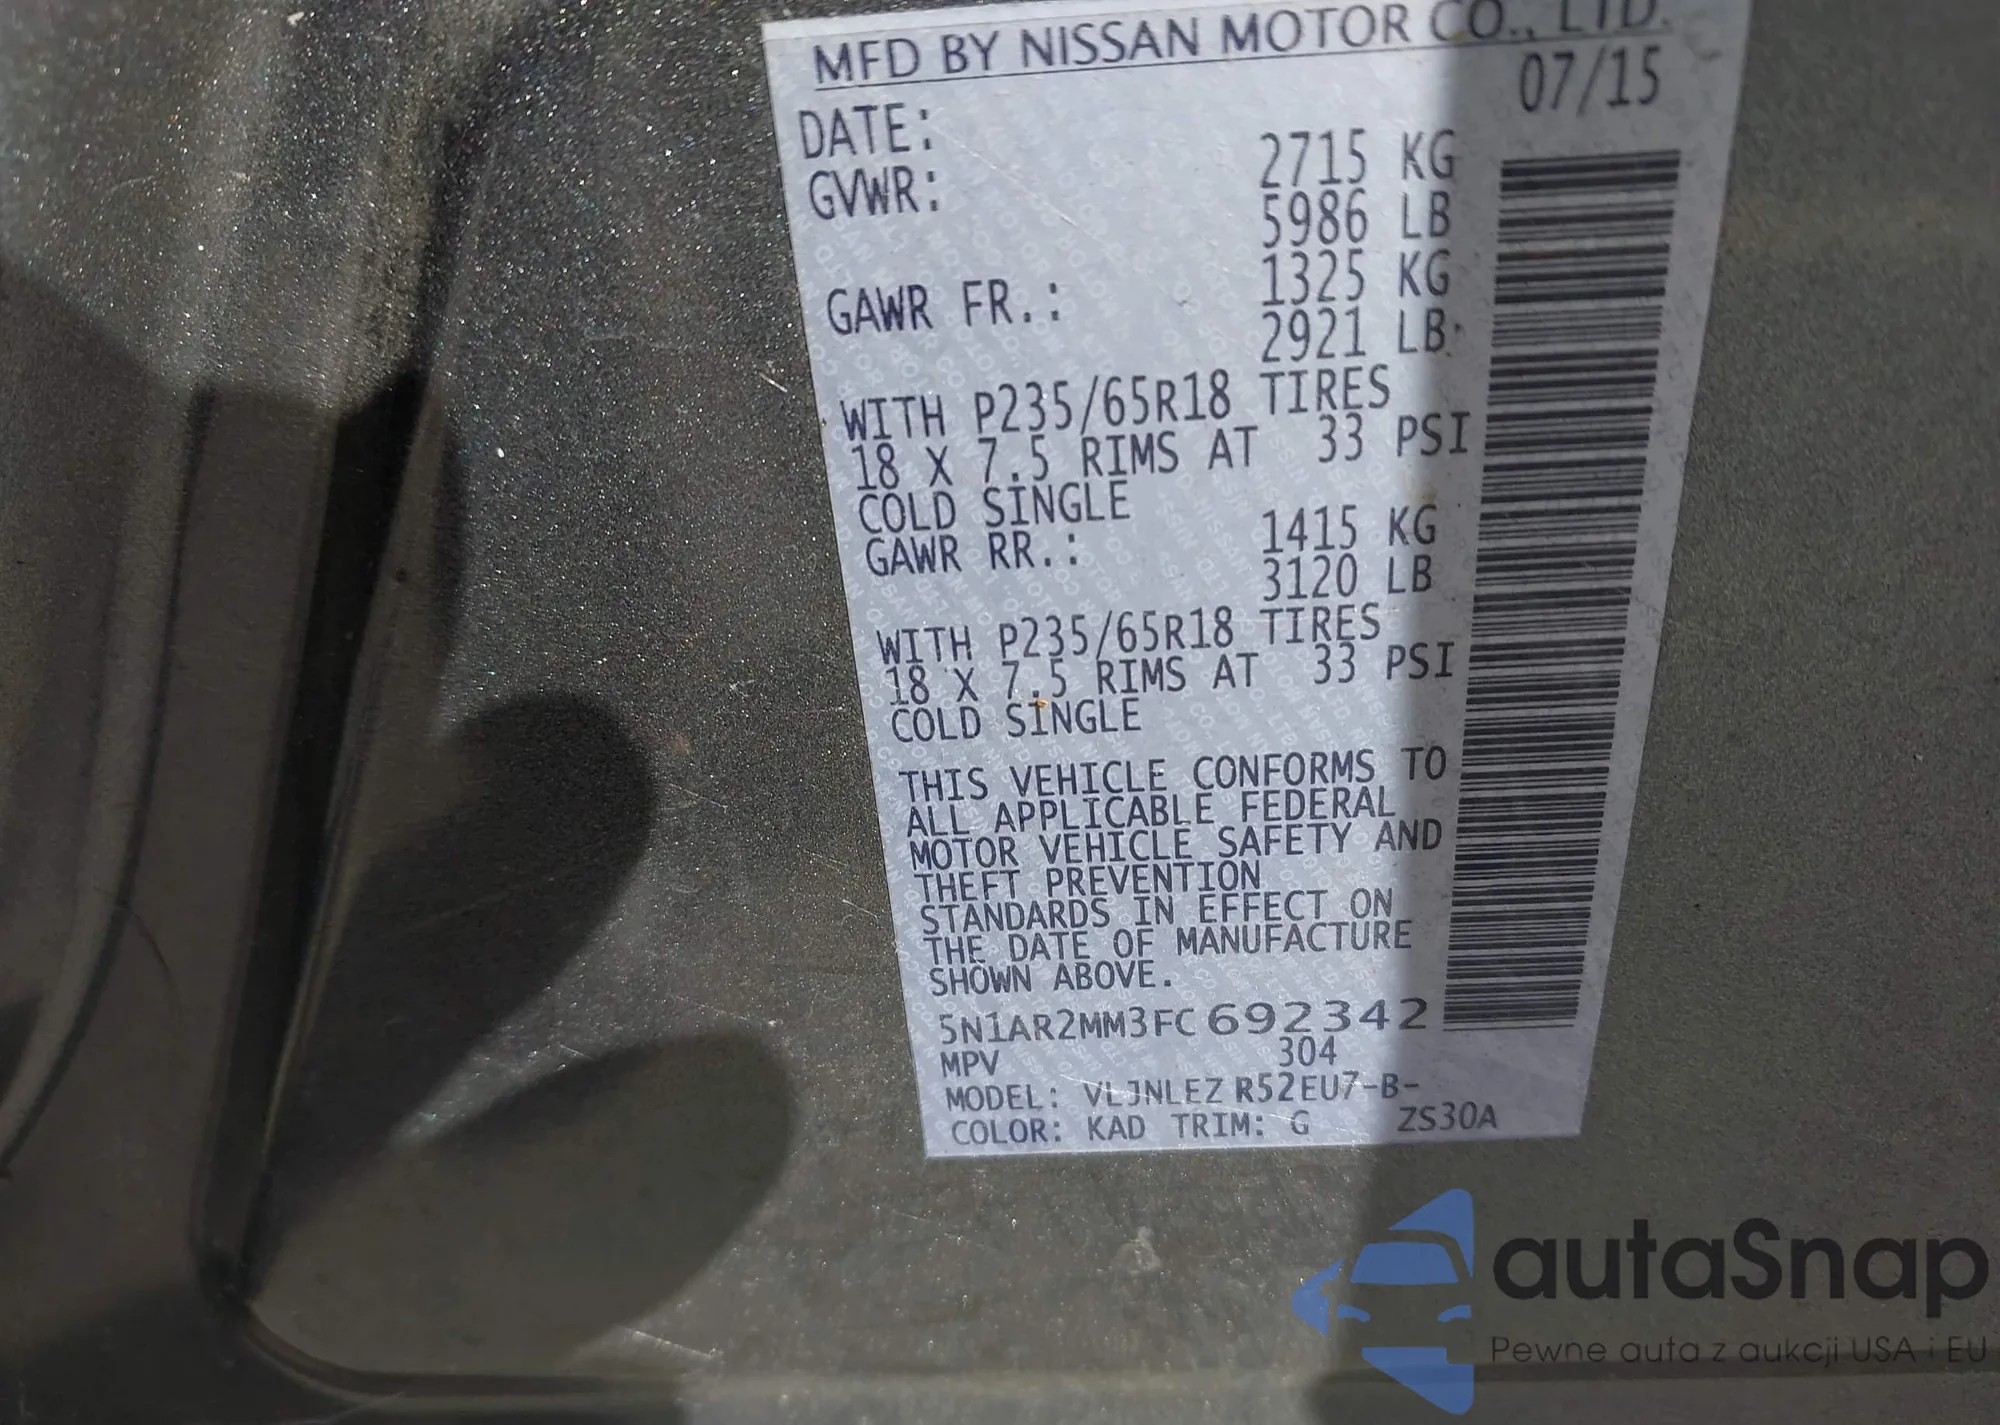 MFD BY NISSAN MOTOR CO., LTD.
DATE: 07/15
GVWR: 2715 KG
5986 LB
GAWR FR.: 1325 KG
2921 LB
WITH P235/65R18 TIRES
18 X 7.5 RIMS AT 33 PSI
COLD SINGLE
GAWR RR.: 1415 KG
3120 LB
WITH P235/65R18 TIRES
18 X 7.5 RIMS AT 33 PSI
COLD SINGLE
THIS VEHICLE CONFORMS TO
ALL APPLICABLE FEDERAL
MOTOR VEHICLE SAFETY AND
THEFT PREVENTION
STANDARDS IN EFFECT ON
THE DATE OF MANUFACTURE
SHOWN ABOVE.
5N1AR2MM3FC692342
MPV 304
MODEL: VLJNLEZ R52EU7-B-
COLOR: KAD TRIM: G ZS30A
autaSnap
Pewne auta z aukcji USA i EU